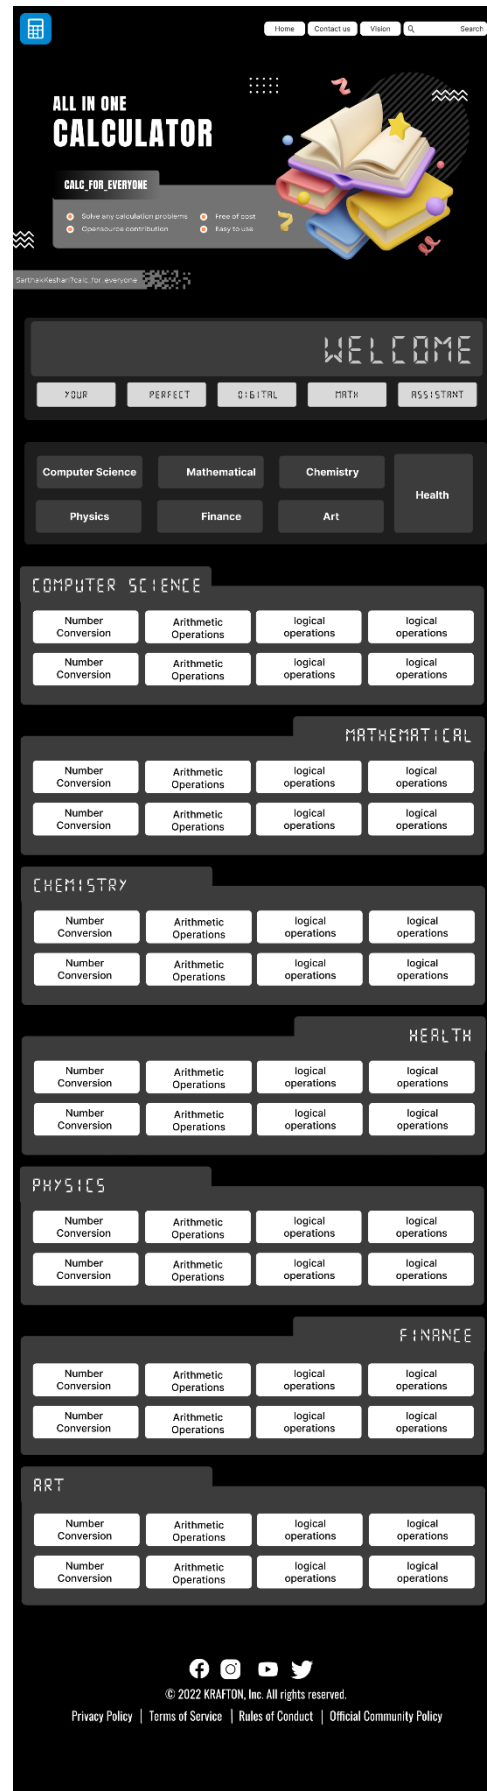 Home Contact us Vision Search
ALL IN ONE
CALCULATOR
CALC_FOR_EVERYONE
Solve any calculation problems Free of cost
Opensource contribution Easy to use
SarthakKeshari?calc_for_everyone
WELCOME
YOUR PERFECT DIGITAL MATH ASSISTANT
Computer Science Mathematical Chemistry
Health
Physics Finance Art
COMPUTER SCIENCE
Number Arithmetic logical logical
Conversion Operations operations operations
Number Arithmetic logical logical
Conversion Operations operations operations
MATHEMATICAL
Number Arithmetic logical logical
Conversion Operations operations operations
Number Arithmetic logical logical
Conversion Operations operations operations
CHEMISTRY
Number Arithmetic logical logical
Conversion Operations operations operations
Number Arithmetic logical logical
Conversion Operations operations operations
HEALTH
Number Arithmetic logical logical
Conversion Operations operations operations
Number Arithmetic logical logical
Conversion Operations operations operations
PHYSICS
Number Arithmetic logical logical
Conversion Operations operations operations
Number Arithmetic logical logical
Conversion Operations operations operations
FINANCE
Number Arithmetic logical logical
Conversion Operations operations operations
Number Arithmetic logical logical
Conversion Operations operations operations
ART
Number Arithmetic logical logical
Conversion Operations operations operations
Number Arithmetic logical logical
Conversion Operations operations operations
© 2022 KRAFTON, Inc. All rights reserved.
Privacy Policy | Terms of Service | Rules of Conduct | Official Community Policy